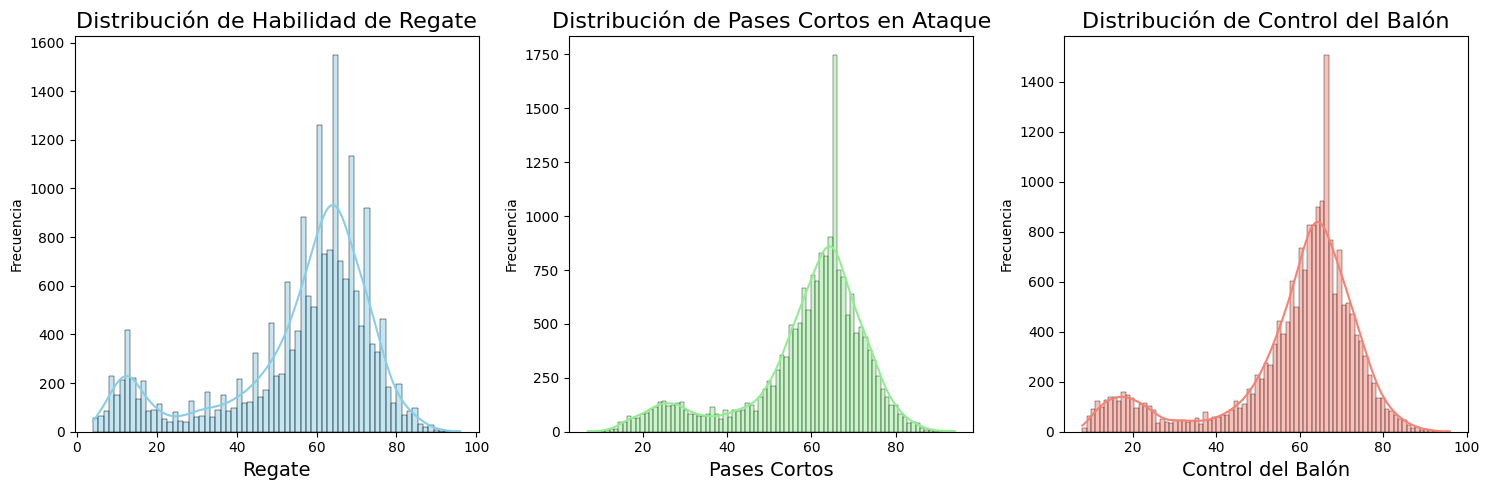 Distribución de Habilidad de Regate
Frecuencia
1600
1400
1200
1000
800
600
400
200
0
0 20 40 60 80 100
Regate
Distribución de Pases Cortos en Ataque
Frecuencia
1750
1500
1250
1000
750
500
250
0
20 40 60 80
Pases Cortos
Distribución de Control del Balón
Frecuencia
1400
1200
1000
800
600
400
200
0
20 40 60 80 100
Control del Balón